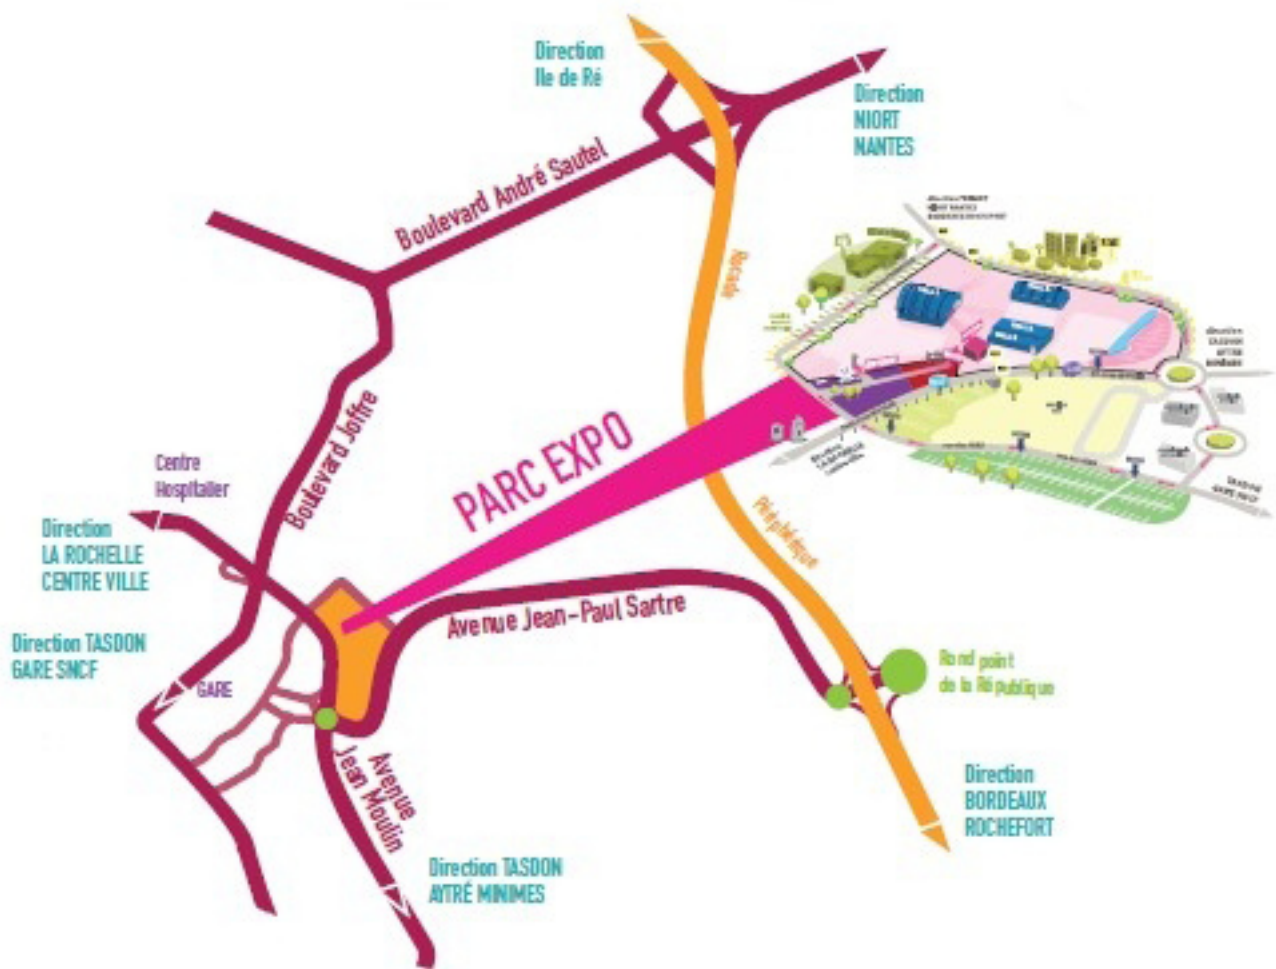 Direction
Ile de Ré
Direction
NIORT
NANTES
Boulevard André Sautel
Rocade
Boulevard Joffre
PARC EXPO
Centre
Hospitalier
Direction
LA ROCHELLE
CENTRE VILLE
Périphérique
Avenue Jean-Paul Sartre
Direction TASDON
GARE SNCF
GARE
Rond point
de la République
Avenue
Jean Moulin
Direction
BORDEAUX
ROCHEFORT
Direction TASDON
AYTRÉ MINIMES